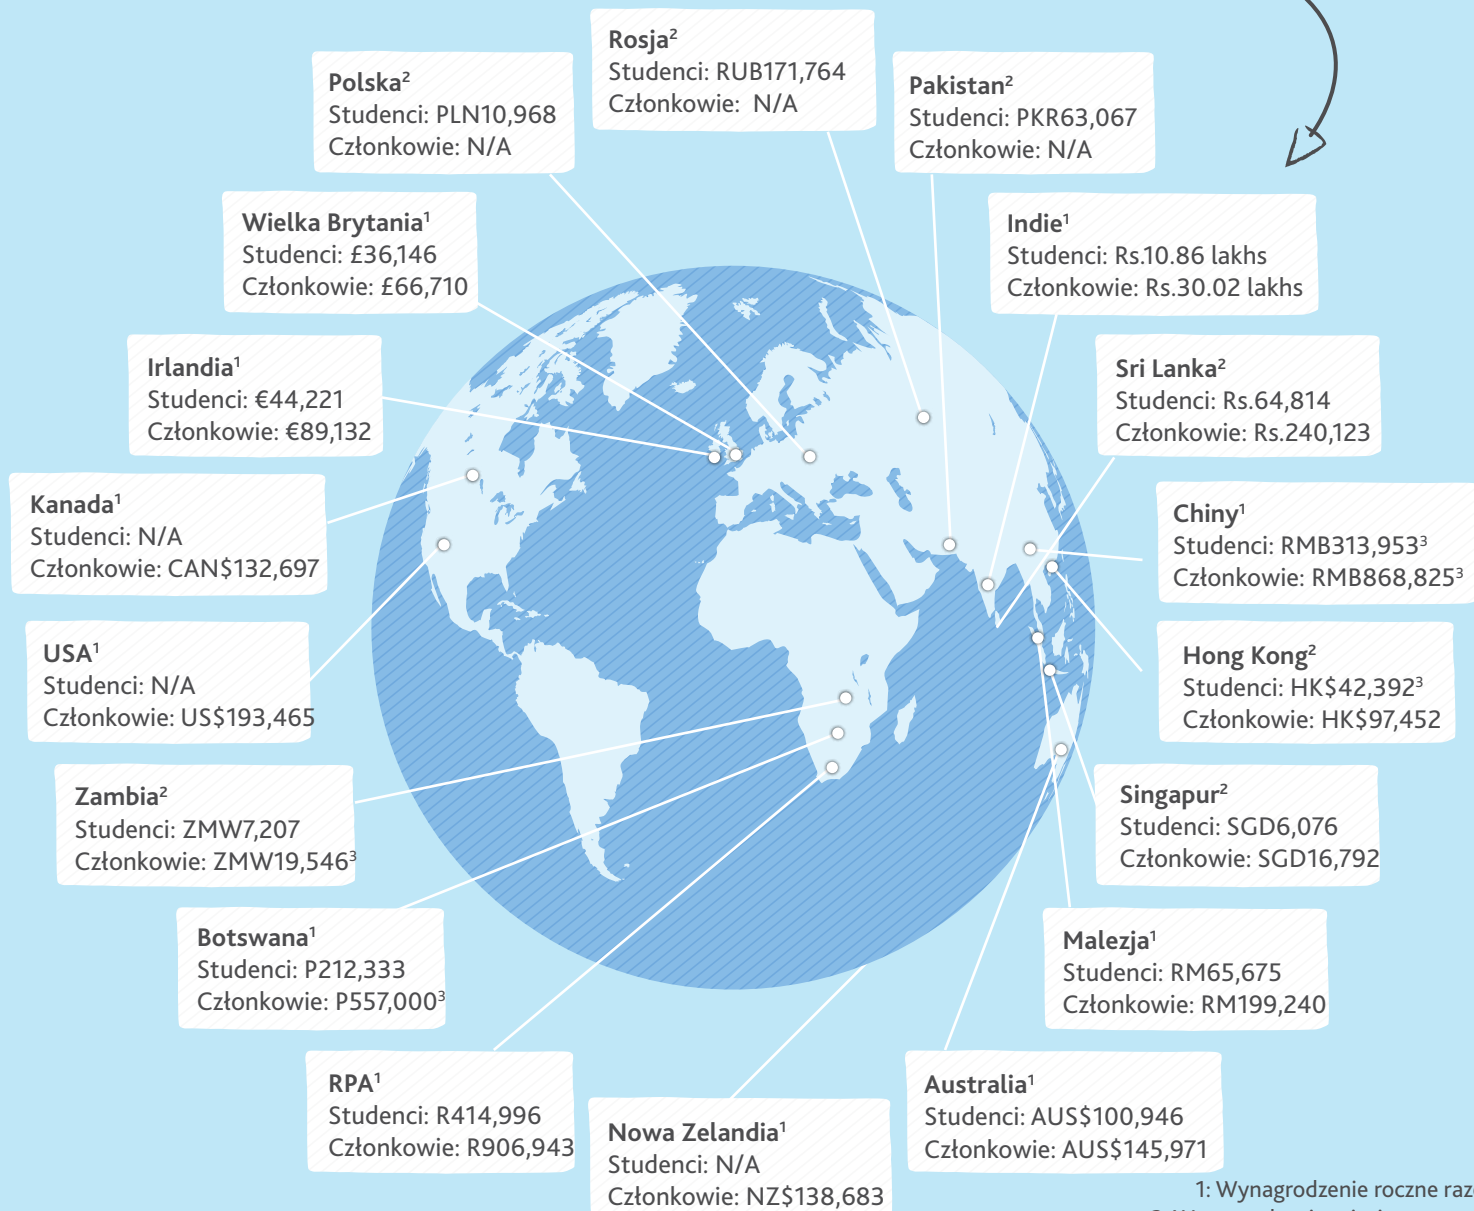 Rosja²
Studenci: RUB171,764
Członkowie: N/A
Polska²
Studenci: PLN10,968
Członkowie: N/A
Pakistan²
Studenci: PKR63,067
Członkowie: N/A
Wielka Brytania¹
Studenci: £36,146
Członkowie: £66,710
Indie¹
Studenci: Rs.10.86 lakhs
Członkowie: Rs.30.02 lakhs
Irlandia¹
Studenci: €44,221
Członkowie: €89,132
Sri Lanka²
Studenci: Rs.64,814
Członkowie: Rs.240,123
Kanada¹
Studenci: N/A
Członkowie: CAN$132,697
Chiny¹
Studenci: RMB313,953³
Członkowie: RMB868,825³
USA¹
Studenci: N/A
Członkowie: US$193,465
Hong Kong²
Studenci: HK$42,392³
Członkowie: HK$97,452
Zambia²
Studenci: ZMW7,207
Członkowie: ZMW19,546³
Singapur²
Studenci: SGD6,076
Członkowie: SGD16,792
Botswana¹
Studenci: P212,333
Członkowie: P557,000³
Malezja¹
Studenci: RM65,675
Członkowie: RM199,240
RPA¹
Studenci: R414,996
Członkowie: R906,943
Nowa Zelandia¹
Studenci: N/A
Członkowie: NZ$138,683
Australia¹
Studenci: AUS$100,946
Członkowie: AUS$145,971
1: Wynagrodzenie roczne raz